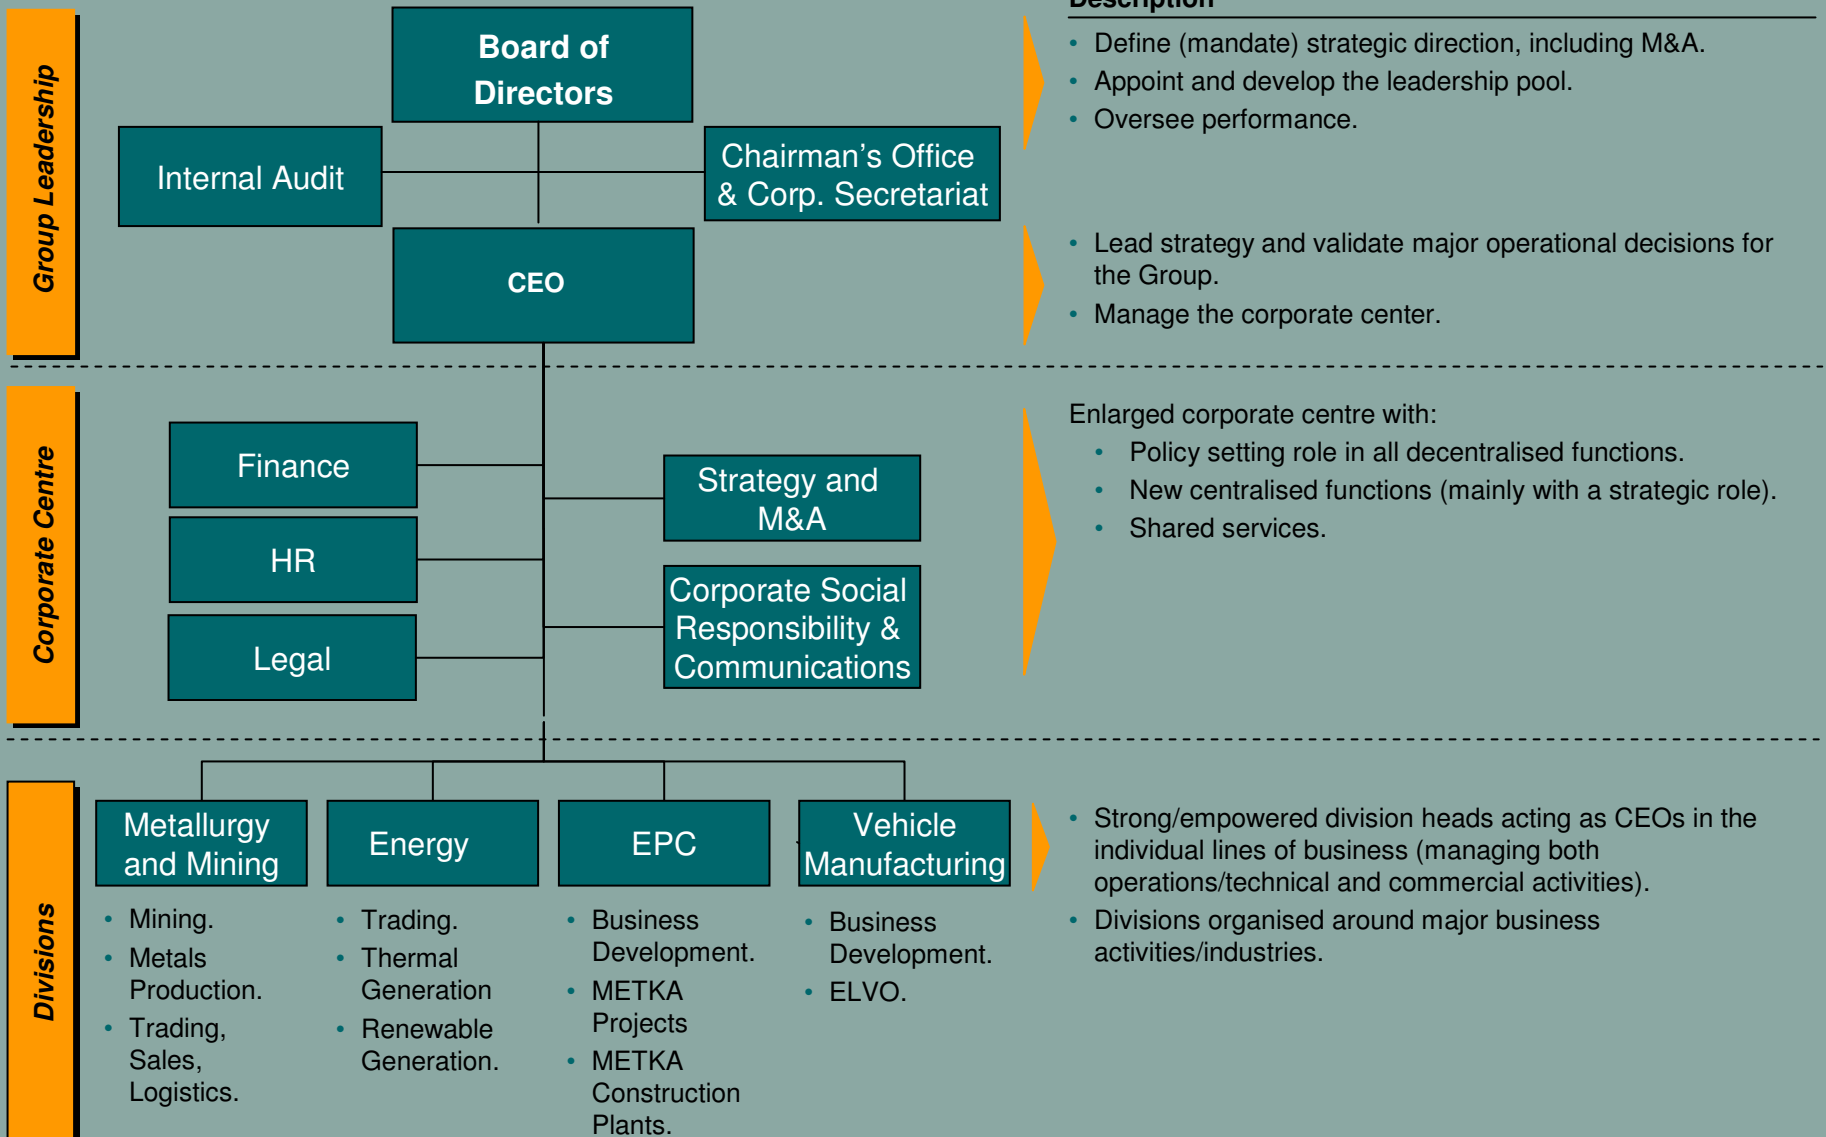 Description
Group Leadership
Board of
Directors
Internal Audit
Chairman’s Office
& Corp. Secretariat
CEO
• Define (mandate) strategic direction, including M&A.
• Appoint and develop the leadership pool.
• Oversee performance.
• Lead strategy and validate major operational decisions for
the Group.
• Manage the corporate center.
Corporate Centre
Finance
HR
Legal
Strategy and
M&A
Corporate Social
Responsibility &
Communications
Enlarged corporate centre with:
• Policy setting role in all decentralised functions.
• New centralised functions (mainly with a strategic role).
• Shared services.
Divisions
Metallurgy
and Mining
• Mining.
• Metals
Production.
• Trading,
Sales,
Logistics.
Energy
• Trading.
• Thermal
Generation
• Renewable
Generation.
EPC
• Business
Development.
• METKA
Projects
• METKA
Construction
Plants.
Vehicle
Manufacturing
• Business
Development.
• ELVO.
• Strong/empowered division heads acting as CEOs in the
individual lines of business (managing both
operations/technical and commercial activities).
• Divisions organised around major business
activities/industries.